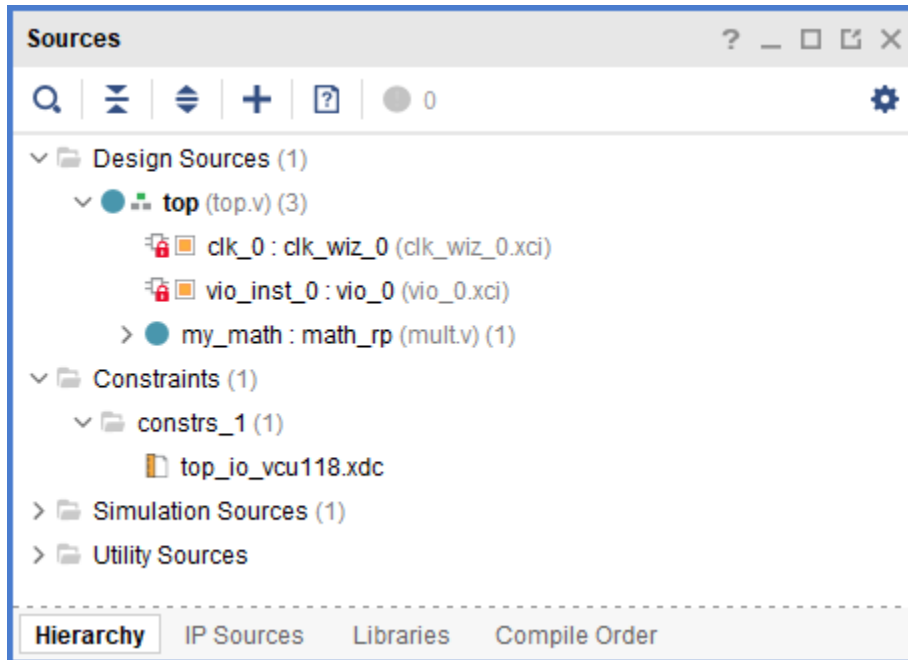 Sources
0
Design Sources (1)
top (top.v) (3)
clk_0 : clk_wiz_0 (clk_wiz_0.xci)
vio_inst_0 : vio_0 (vio_0.xci)
my_math : math_rp (mult.v) (1)
Constraints (1)
constrs_1 (1)
top_io_vcu118.xdc
Simulation Sources (1)
Utility Sources
Hierarchy IP Sources Libraries Compile Order